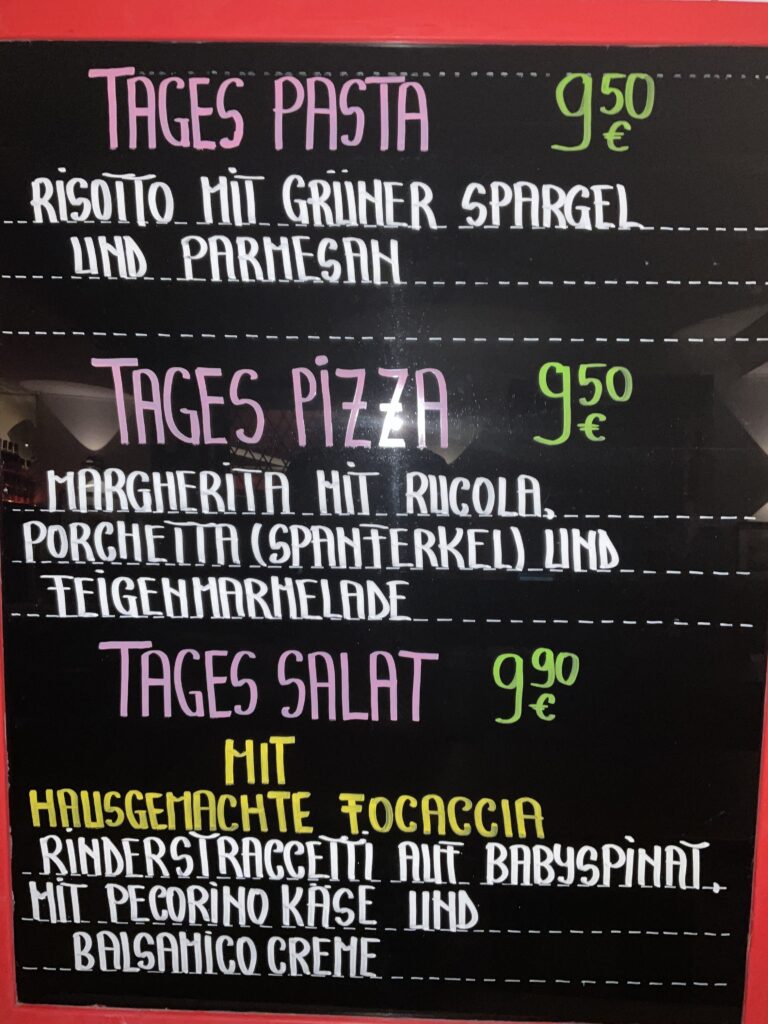 TAGES PASTA 9,50 €
RISOTTO MIT GRÜNER SPARGEL
UND PARMESAN
TAGES PIZZA 9,50 €
MARGHERITA MIT RUCOLA,
PORCHETTA (SPANFERKEL) UND
FEIGENMARMELADE
TAGES SALAT 9,90 €
MIT
HAUSGEMACHTE FOCACCIA
RINDERSTRACCETTI AUF BABYSPINAT,
MIT PECORINO KÄSE UND
BALSAMICO CREME